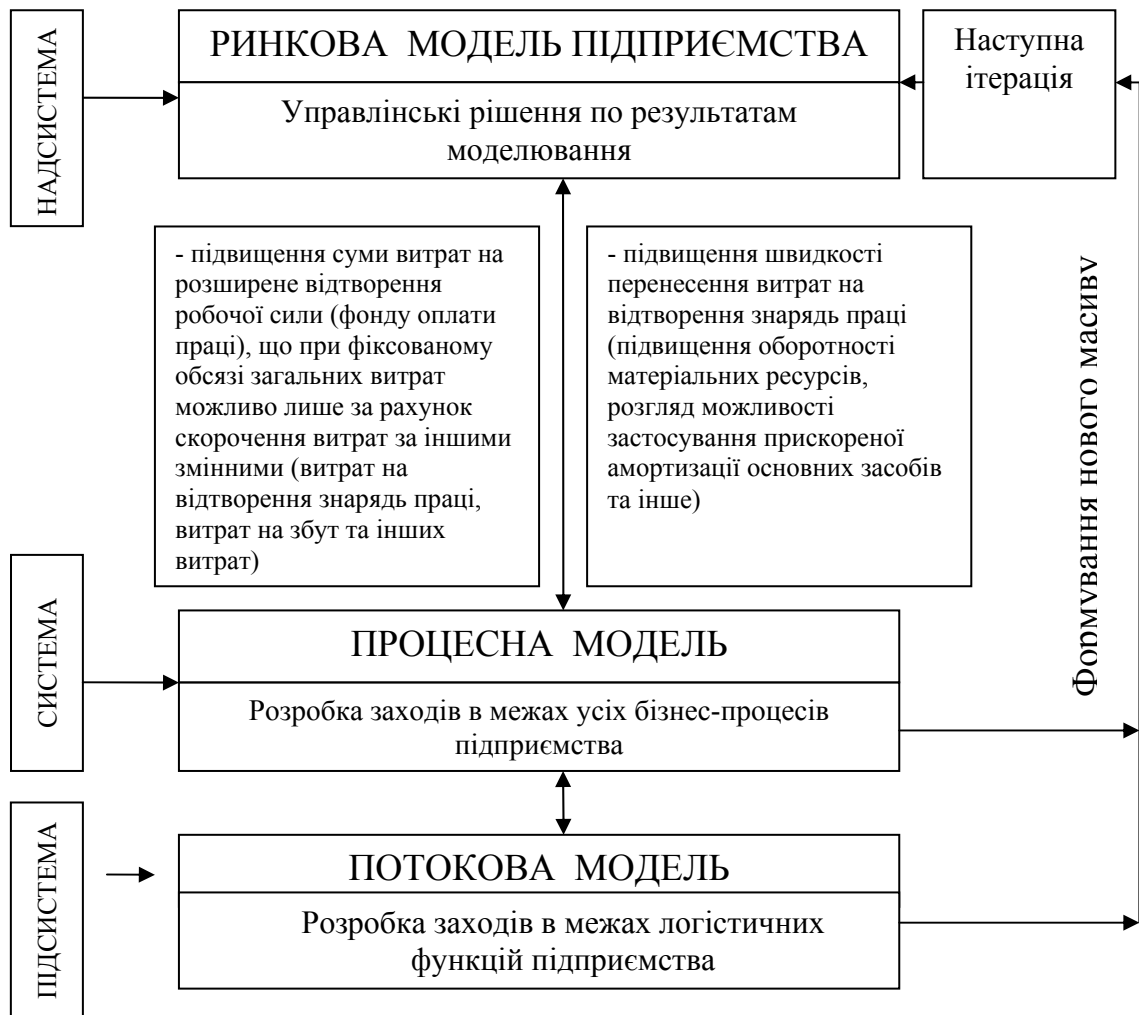 НАДСИСТЕМА
РИНКОВА МОДЕЛЬ ПІДПРИЄМСТВА
Управлінські рішення по результатам
моделювання
Наступна
ітерація
- підвищення суми витрат на
розширене відтворення
робочої сили (фонду оплати
праці), що при фіксованому
обсязі загальних витрат
можливо лише за рахунок
скорочення витрат за іншими
змінними (витрат на
відтворення знарядь праці,
витрат на збут та інших
витрат)
- підвищення швидкості
перенесення витрат на
відтворення знарядь праці
(підвищення оборотності
матеріальних ресурсів,
розгляд можливості
застосування прискореної
амортизації основних засобів
та інше)
Формування нового масиву
СИСТЕМА
ПРОЦЕСНА МОДЕЛЬ
Розробка заходів в межах усіх бізнес-процесів
підприємства
ПІДСИСТЕМА
ПОТОКОВА МОДЕЛЬ
Розробка заходів в межах логістичних
функцій підприємства